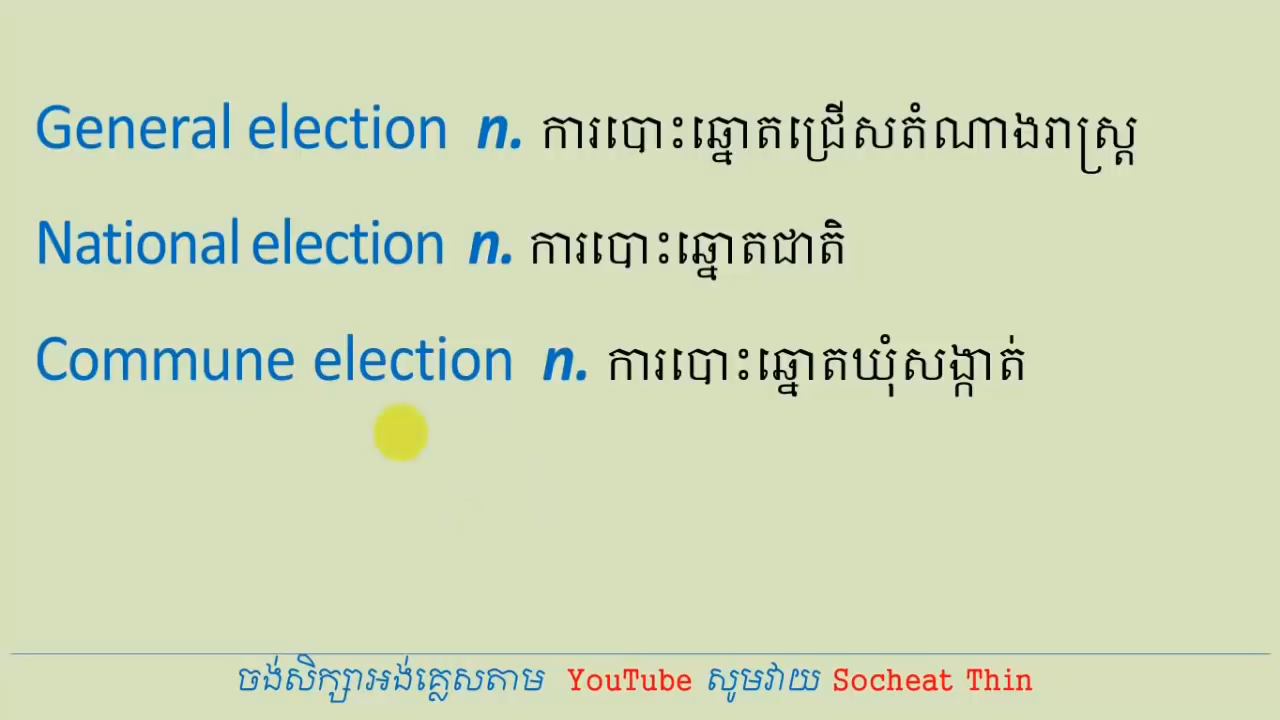 General election n. ការបោះឆ្នោតជ្រើសតំណាងរាស្ត្រ
National election n. ការបោះឆ្នោតជាតិ
Commune election n. ការបោះឆ្នោតឃុំសង្កាត់
ចង់សិក្សាអង់គ្លេសតាម YouTube សូមវាយ Socheat Thin